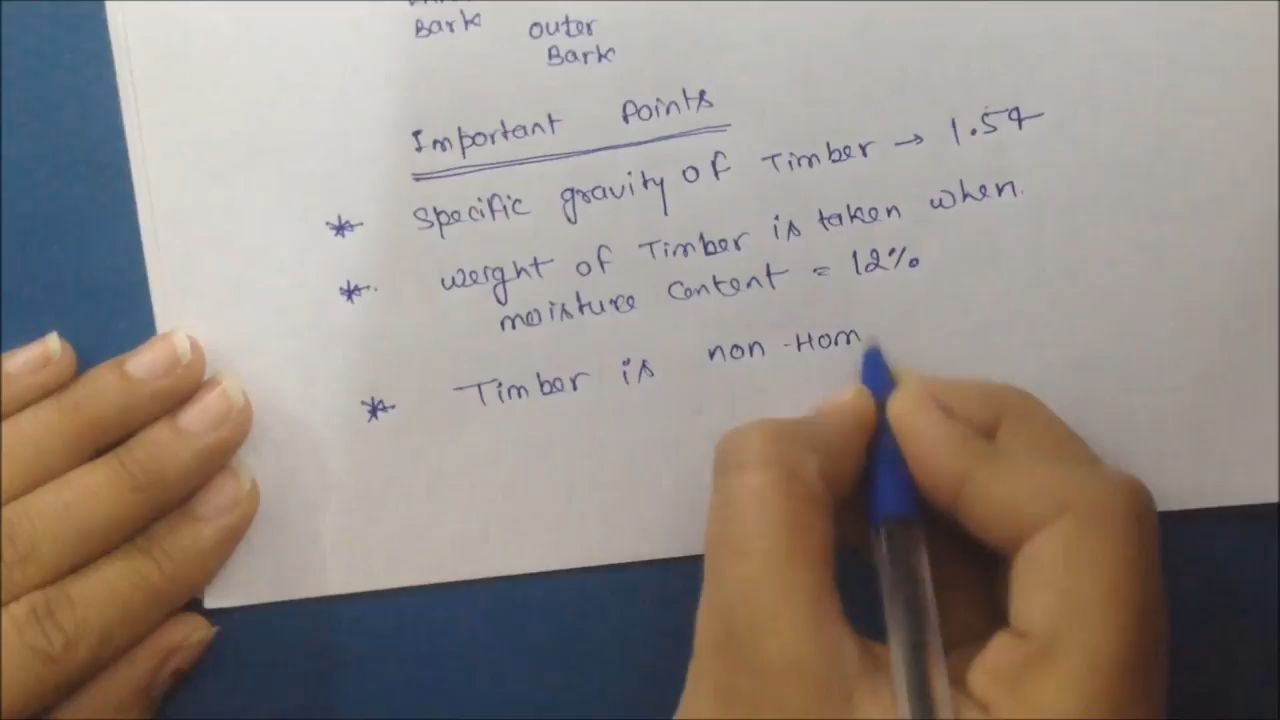 Bark outer
Bark
Important Points
* Specific gravity of Timber → 1.54
* weight of Timber is taken when.
moisture content = 12%
* Timber is non-Hom